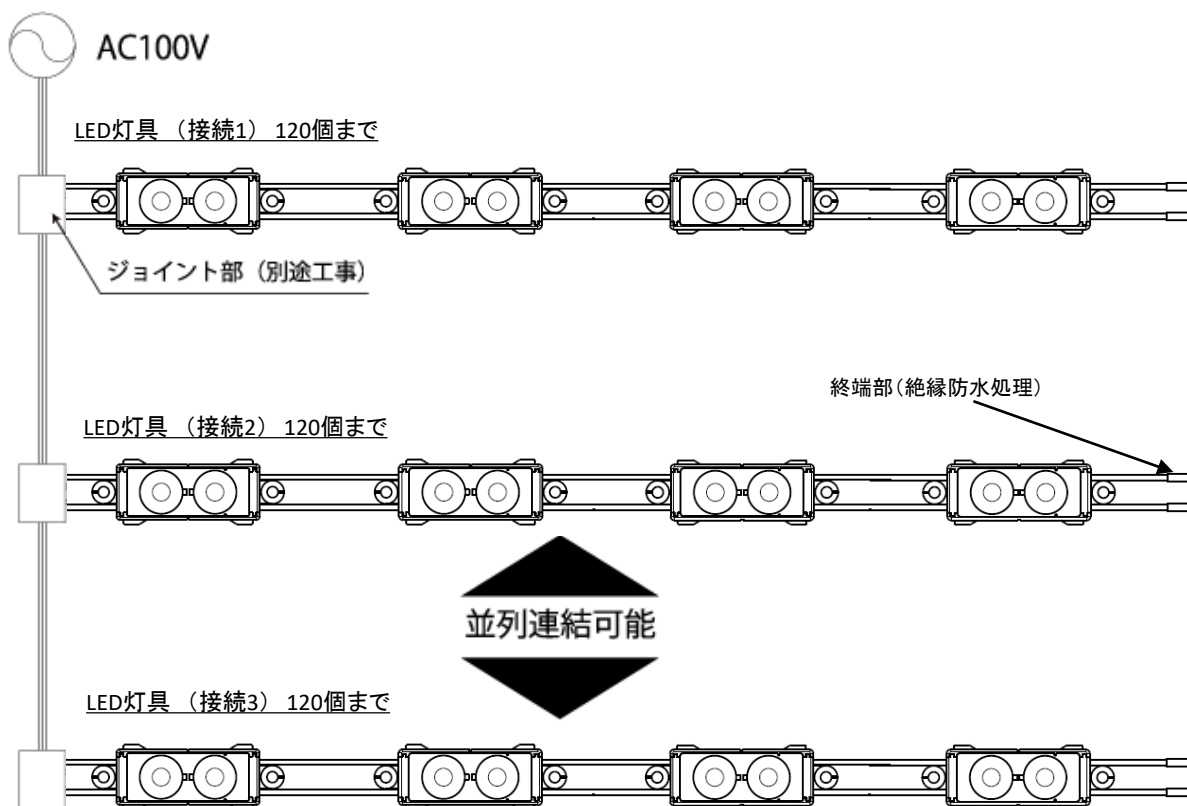 AC100V
LED灯具 （接続1） 120個まで
ジョイント部（別途工事）
終端部（絶縁防水処理）
LED灯具 （接続2） 120個まで
並列連結可能
LED灯具 （接続3） 120個まで